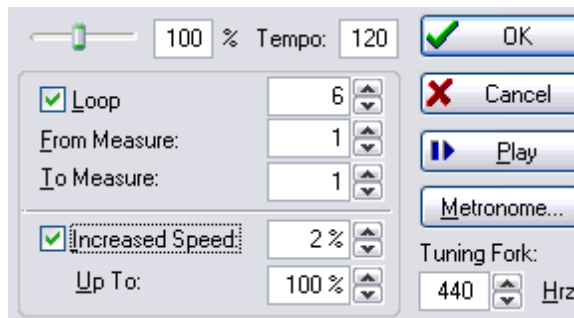 100 % Tempo: 120
OK
Loop 6
Cancel
From Measure: 1
Play
To Measure: 1
Metronome...
Increased Speed: 2 %
Tuning Fork:
Up To: 100 %
440 Hrz